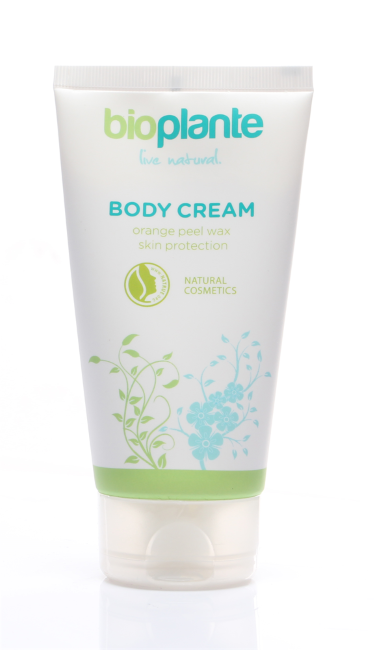 bioplante
live natural.
BODY CREAM
orange peel wax
skin protection
NATURAL
COSMETICS